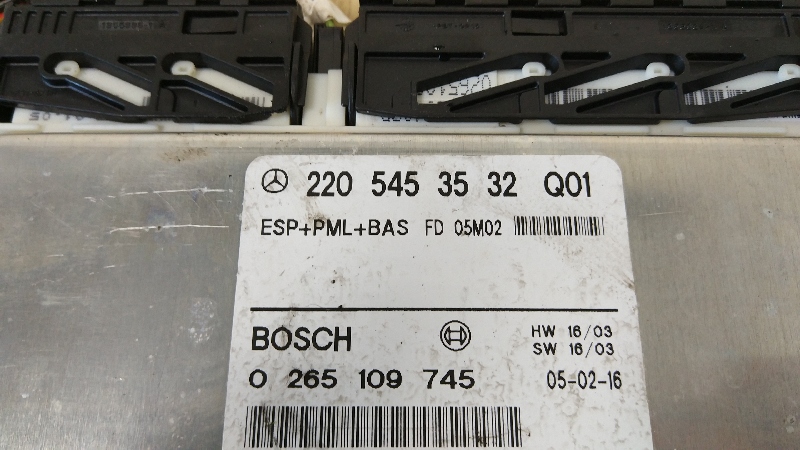 220 545 35 32 Q01
ESP+PML+BAS FD 05M02
BOSCH HW 16/03
SW 16/03
0 265 109 745 05-02-16